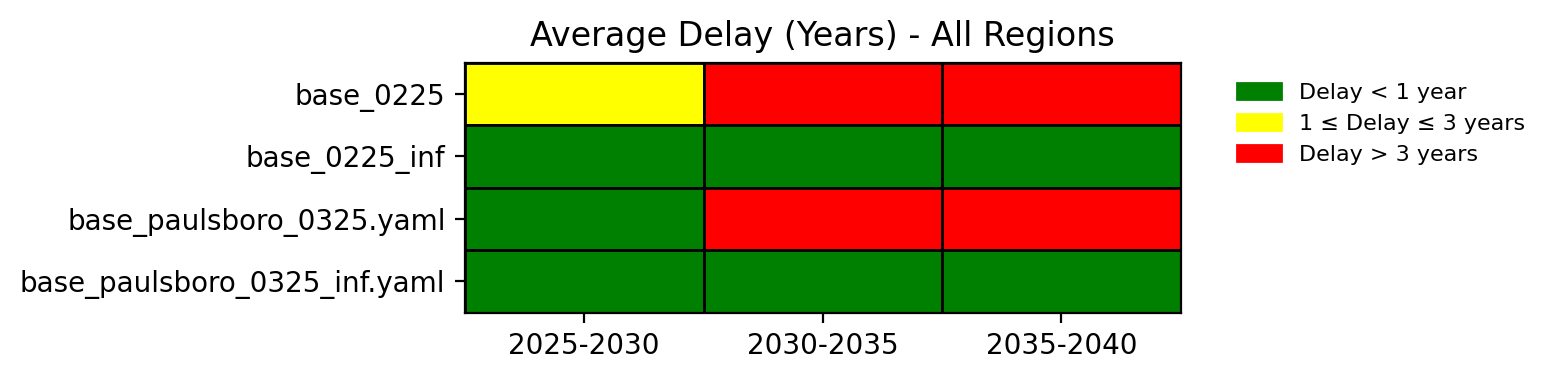 Average Delay (Years) - All Regions
base_0225
base_0225_inf
base_paulsboro_0325.yaml
base_paulsboro_0325_inf.yaml
2025-2030
2030-2035
2035-2040
Delay < 1 year
1 ≤ Delay ≤ 3 years
Delay > 3 years